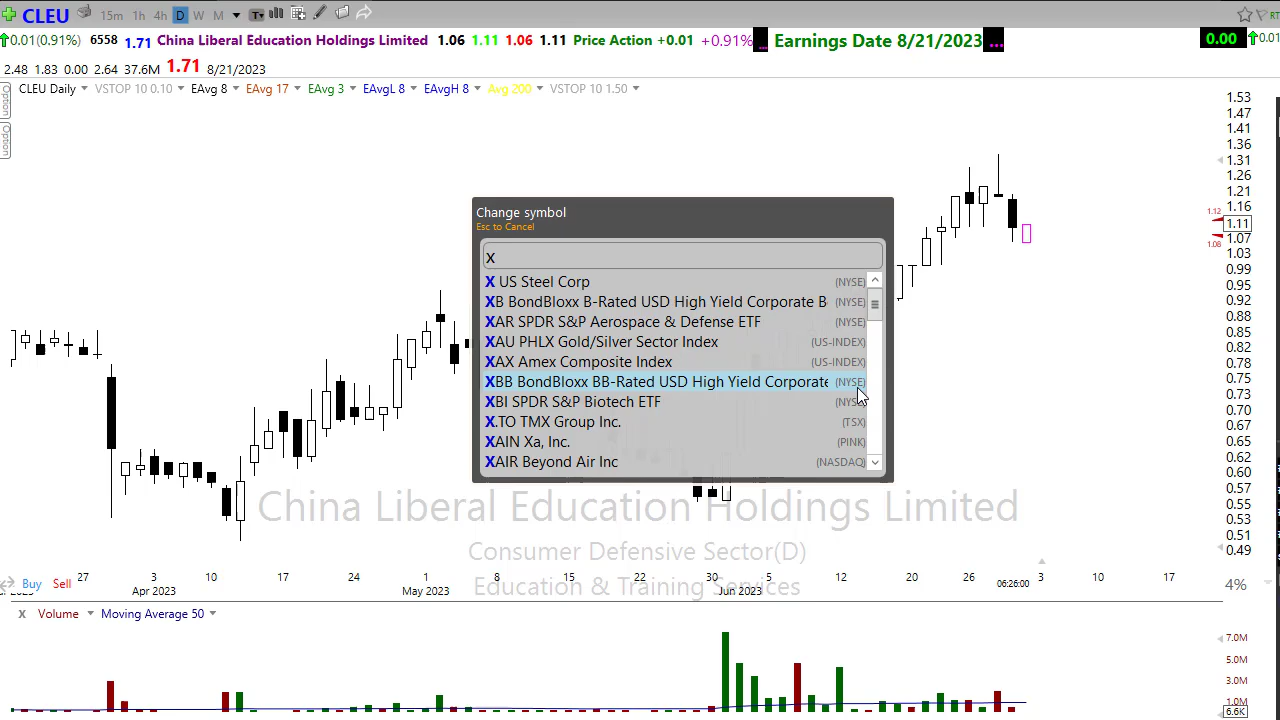 CLEU 15m 1h 4h D W M T RT
0.01(0.91%) 6558 1.71 China Liberal Education Holdings Limited 1.06 1.11 1.06 1.11 Price Action +0.01 +0.91% ... Earnings Date 8/21/2023 ... 0.00 0.01
2.48 1.83 0.00 2.64 37.6M 1.71 8/21/2023
CLEU Daily VSTOP 10 0.10 EAvg 8 EAvg 17 EAvg 3 EAvgL 8 EAvgH 8 Avg 200 VSTOP 10 1.50
Option
Option
1.53
1.47
1.41
1.36
1.31
1.26
1.21
1.16
1.12
1.11
1.07
1.08
1.03
0.99
0.95
0.92
0.88
0.85
0.82
0.78
0.75
0.73
0.70
0.67
0.65
0.62
0.60
0.57
0.55
0.53
0.51
0.49
Change symbol
Esc to Cancel
x
X US Steel Corp (NYSE)
XB BondBloxx B-Rated USD High Yield Corporate B (NYSE)
XAR SPDR S&P Aerospace & Defense ETF (NYSE)
XAU PHLX Gold/Silver Sector Index (US-INDEX)
XAX Amex Composite Index (US-INDEX)
XBB BondBloxx BB-Rated USD High Yield Corporate (NYSE)
XBI SPDR S&P Biotech ETF (NYSE)
X.TO TMX Group Inc. (TSX)
XAIN Xa, Inc. (PINK)
XAIR Beyond Air Inc (NASDAQ)
China Liberal Education Holdings Limited
Consumer Defensive Sector(D)
Education & Training Services
Buy Sell 27 3 10 17 24 1 8 15 22 30 5 12 20 26 06:26:00 3 10 17 4%
Apr 2023 May 2023 Jun 2023
X Volume Moving Average 50
7.0M
5.0M
3.0M
1.0M
6.6K